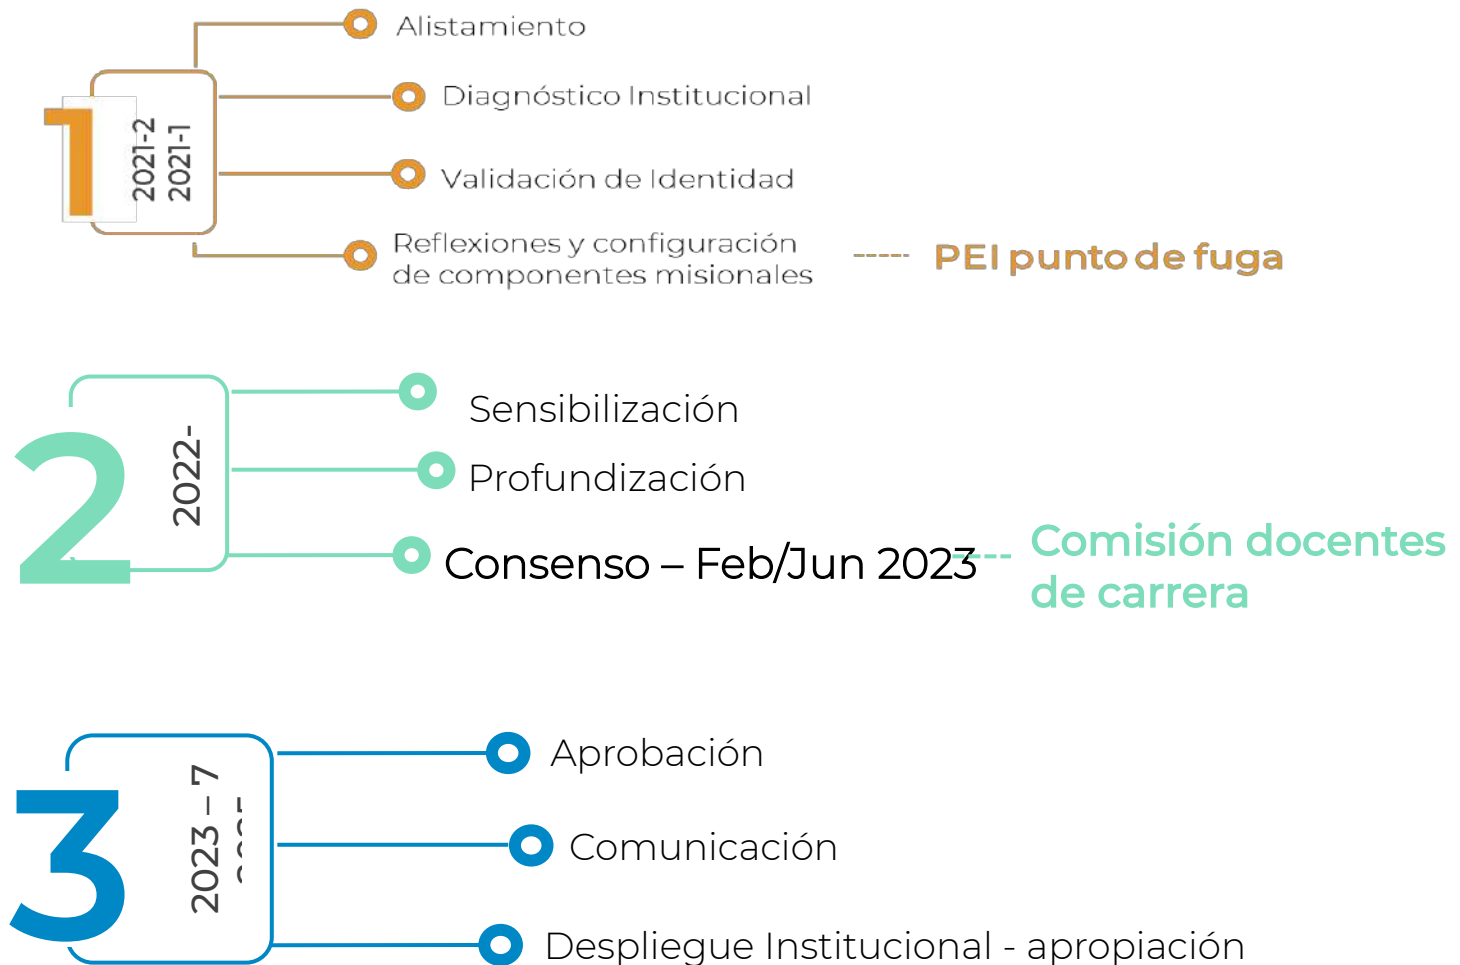 Alistamiento
Diagnóstico Institucional
1
2021-2
2021-1
Validación de Identidad
Reflexiones y configuración
de componentes misionales
PEI punto de fuga
Sensibilización
2
2022-
Profundización
Consenso – Feb/Jun 2023
Comisión docentes
de carrera
Aprobación
3
2023 – 7
Comunicación
Despliegue Institucional - apropiación